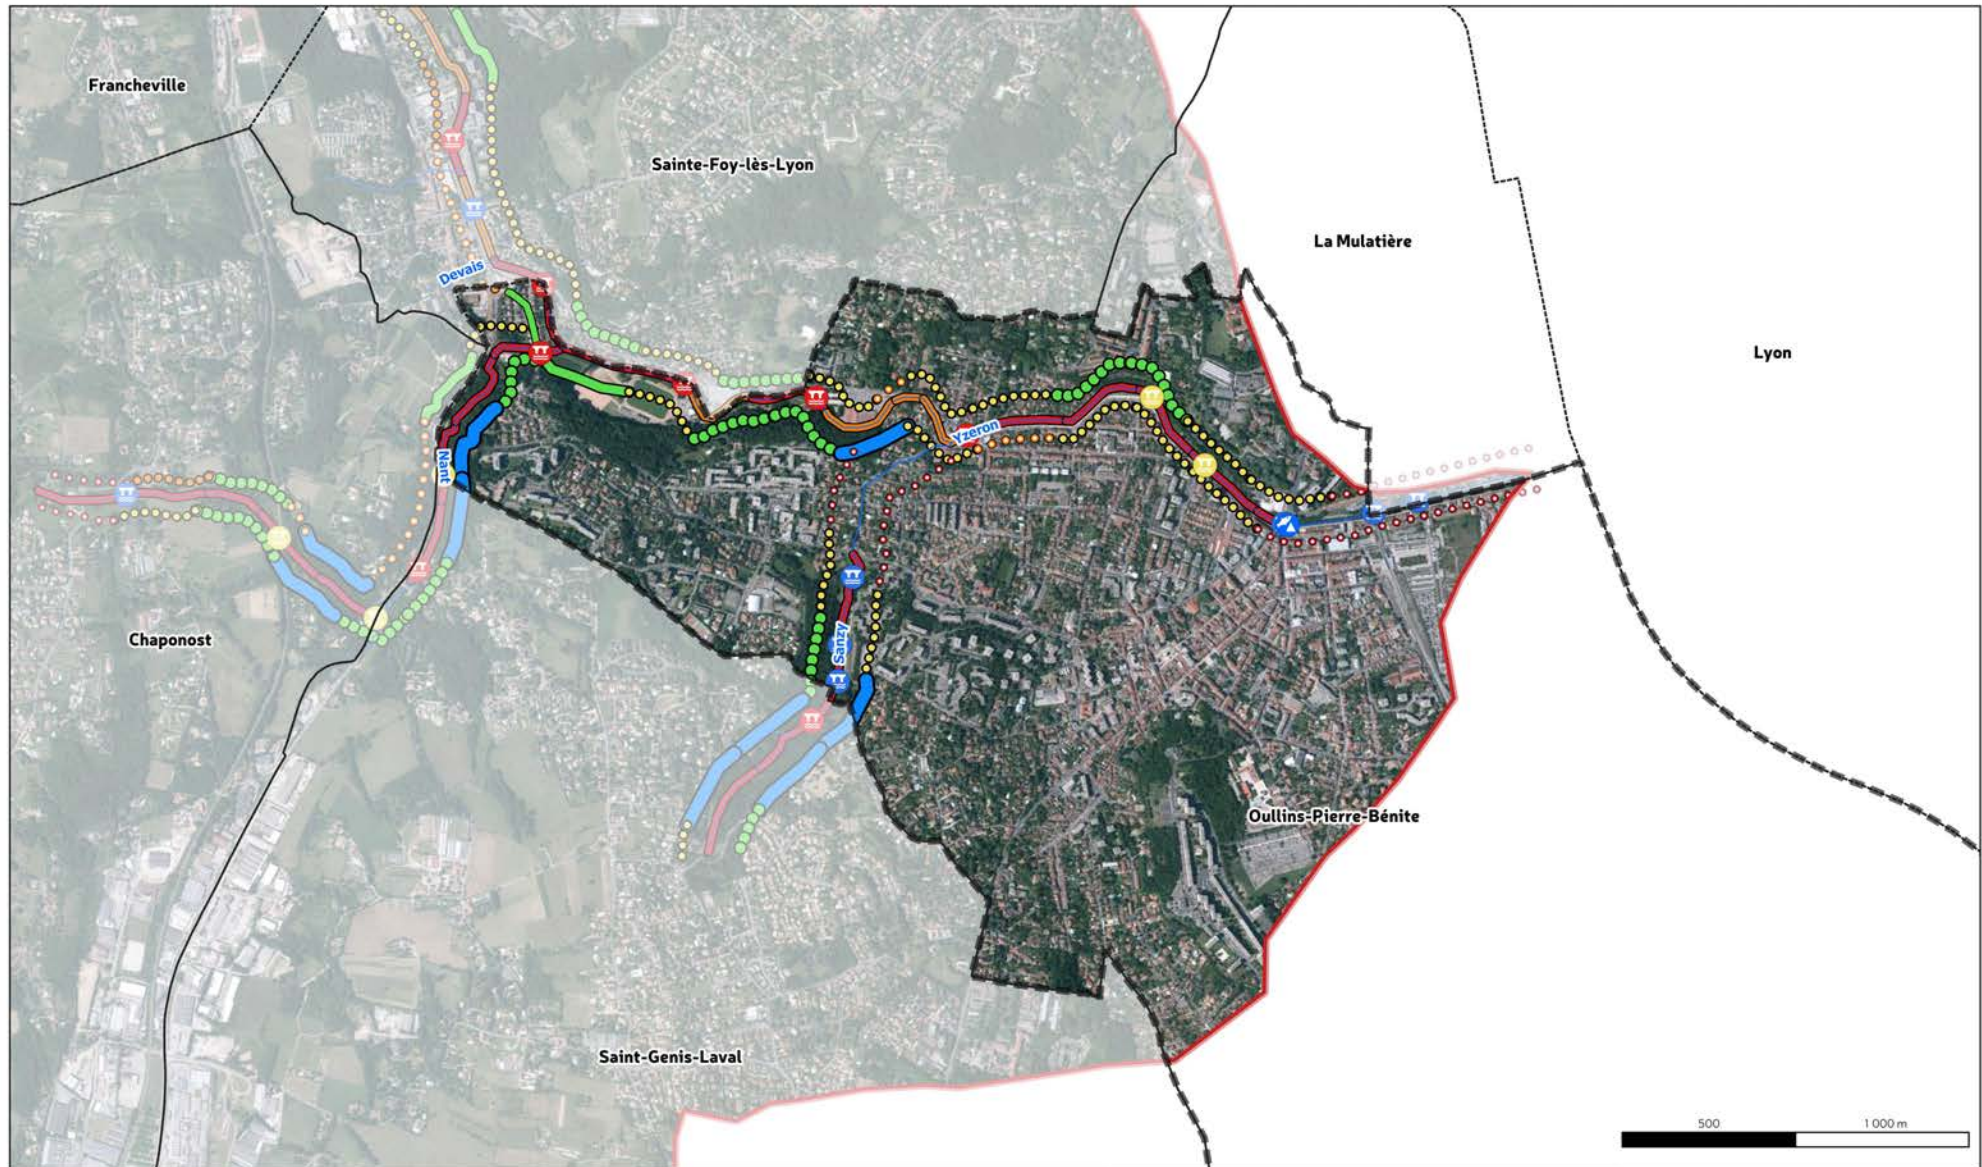 Francheville
Sainte-Foy-lès-Lyon
La Mulatière
Devais
Lyon
Yzeron
Nant
Chaponost
Sanzy
Oullins-Pierre-Bénite
Saint-Genis-Laval
500
1 000 m